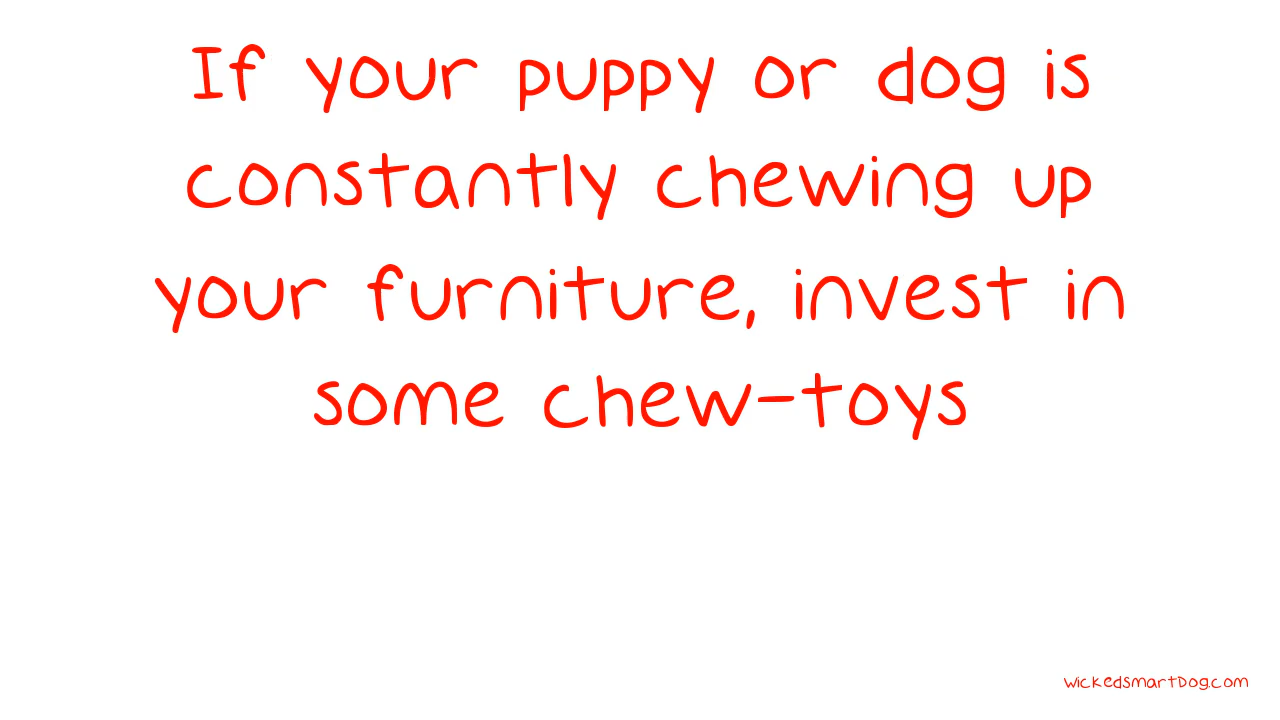 If your puppy or dog is
constantly chewing up
your furniture, invest in
some chew-toys
wickedsmartDog.com